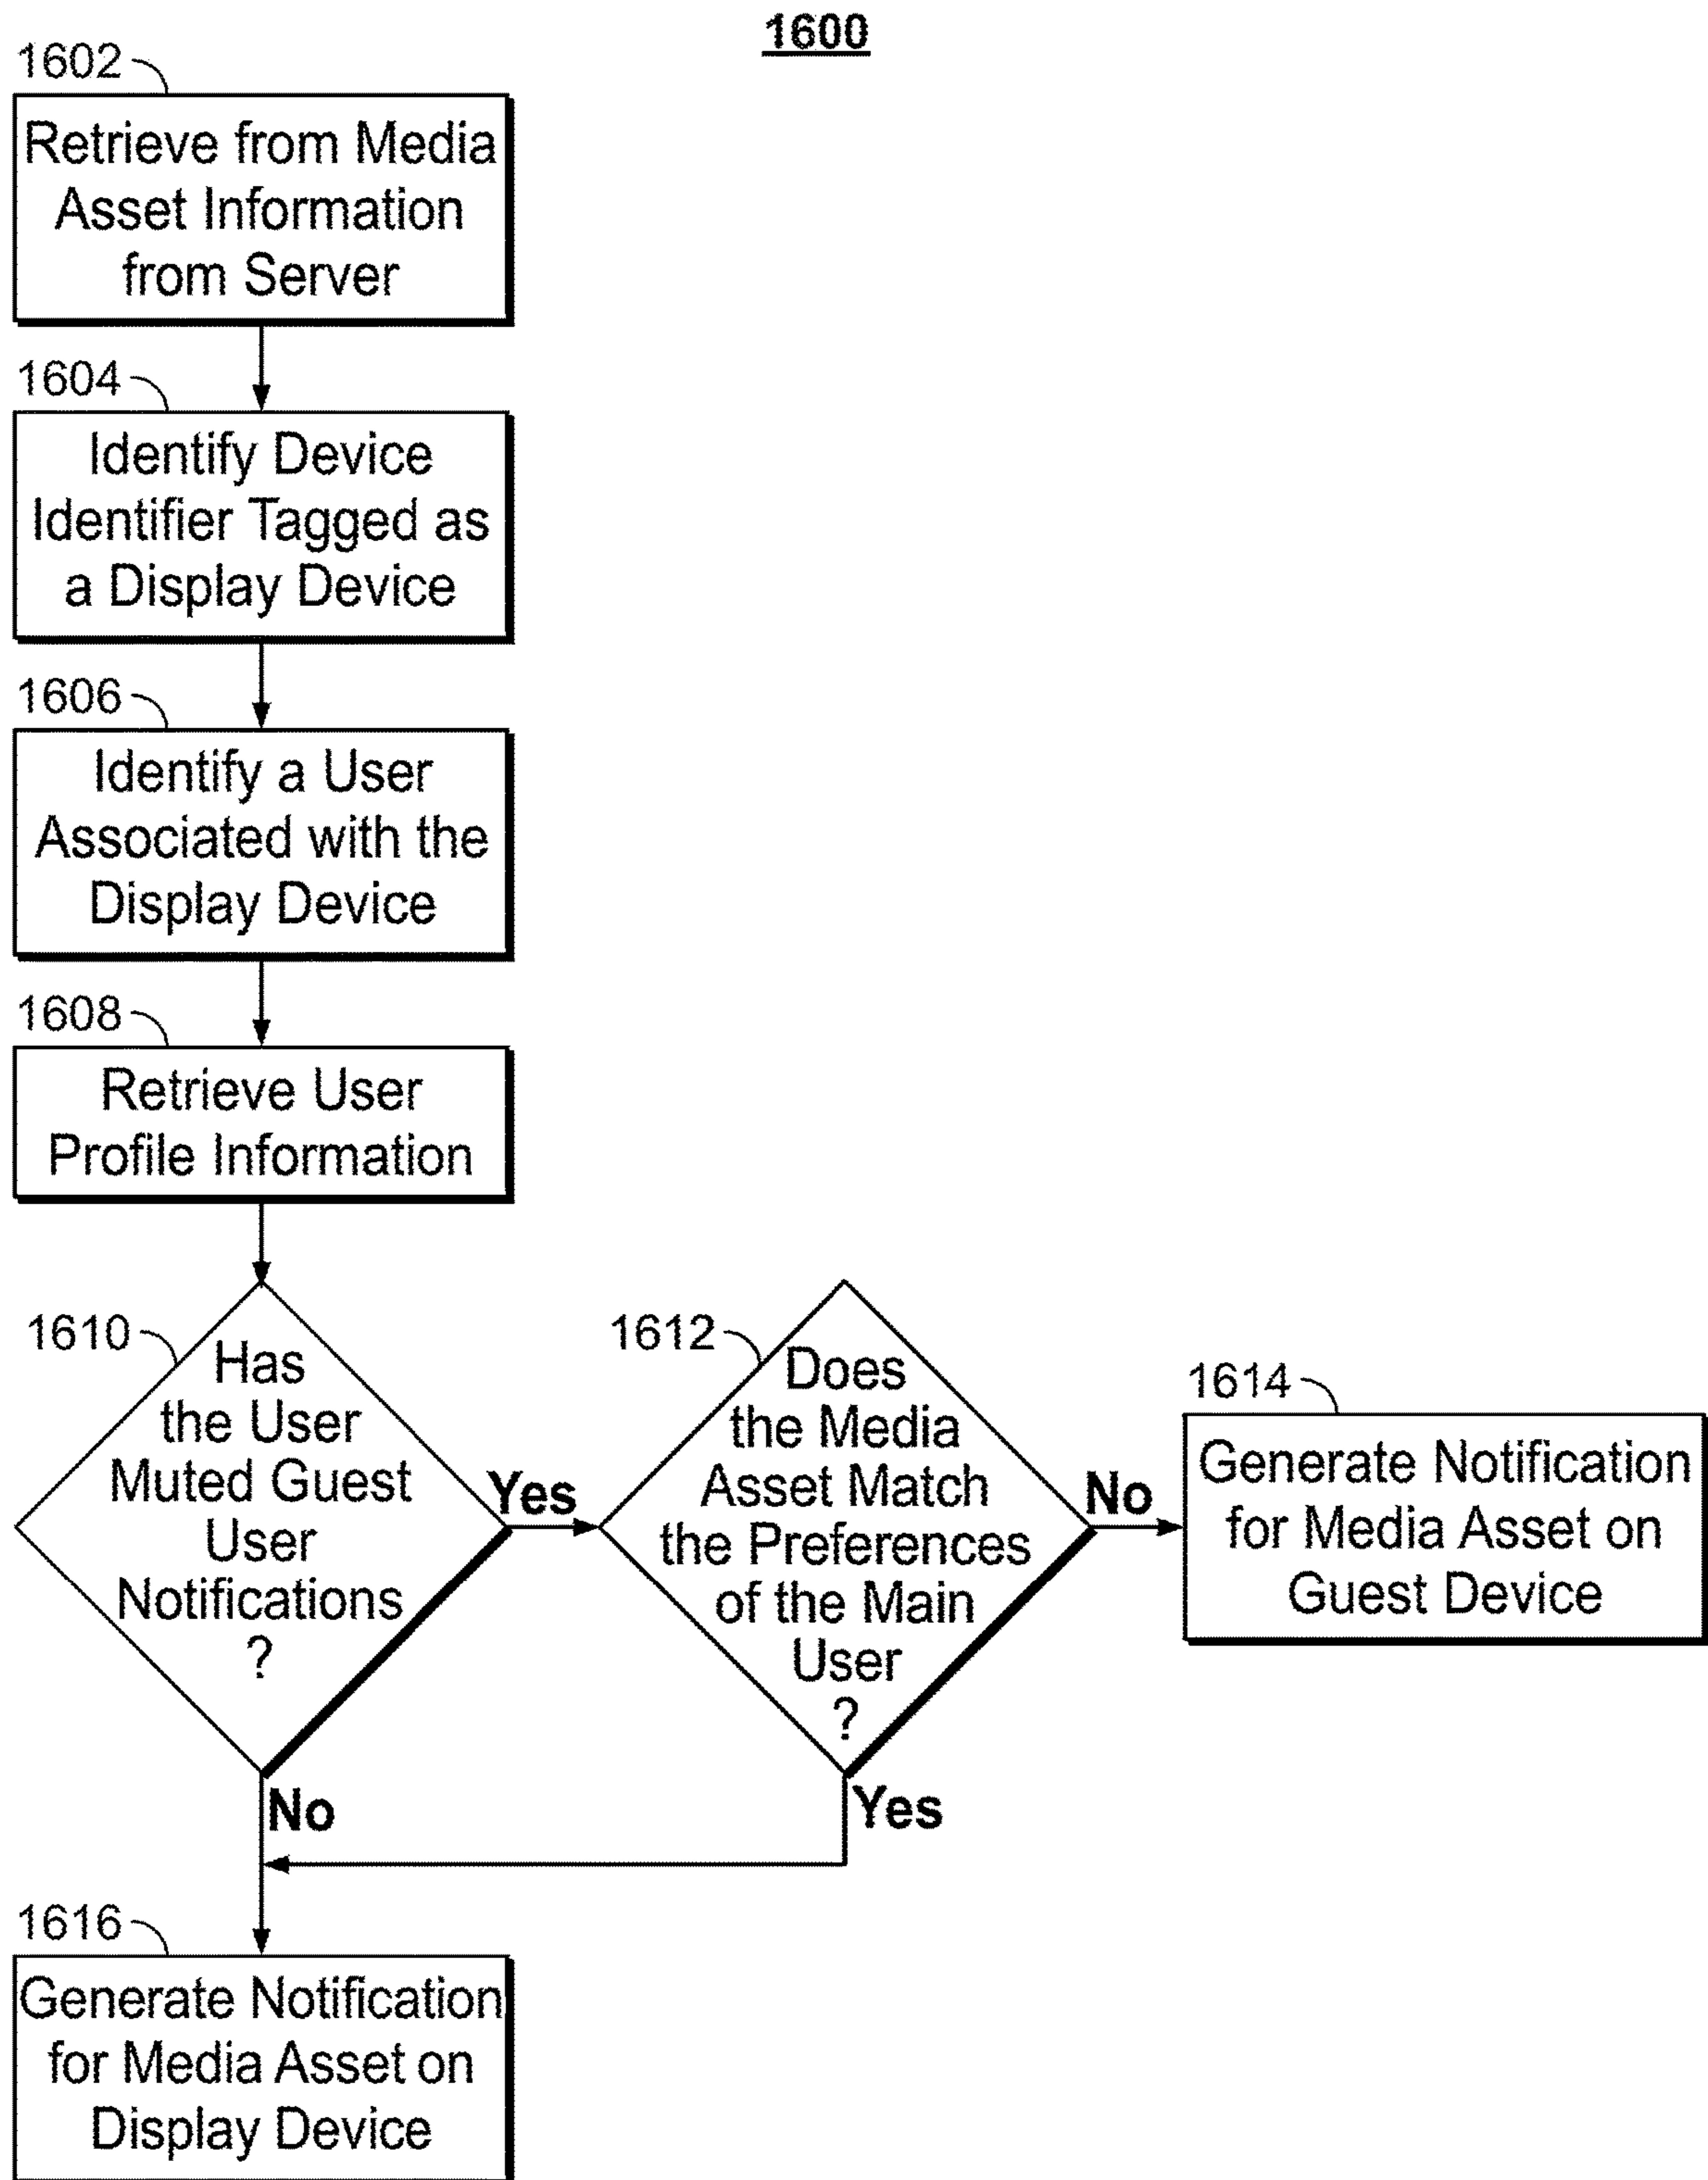 1600
1602
Retrieve from Media
Asset Information
from Server
1604
Identify Device
Identifier Tagged as
a Display Device
1606
Identify a User
Associated with the
Display Device
1608
Retrieve User
Profile Information
1610
Has
the User
Muted Guest
User
Notifications
?
Yes
No
1612
Does
the Media
Asset Match
the Preferences
of the Main
User
?
No
Yes
1614
Generate Notification
for Media Asset on
Guest Device
1616
Generate Notification
for Media Asset on
Display Device